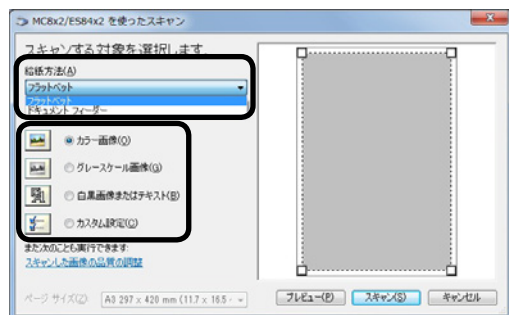 MC8x2/ES84x2 を使ったスキャン
スキャンする対象を選択します.
給紙方法(A)
フラットベット
フラットベット
ドキュメント フィーダー
カラー画像(O)
グレースケール画像(G)
白黒画像またはテキスト(B)
カスタム設定(C)
また次のことも実行できます:
スキャンした画像の品質の調整
ページ サイズ(Z)
A3 297 x 420 mm (11.7 x 16.5 ·
プレビュー(P)
スキャン(S)
キャンセル